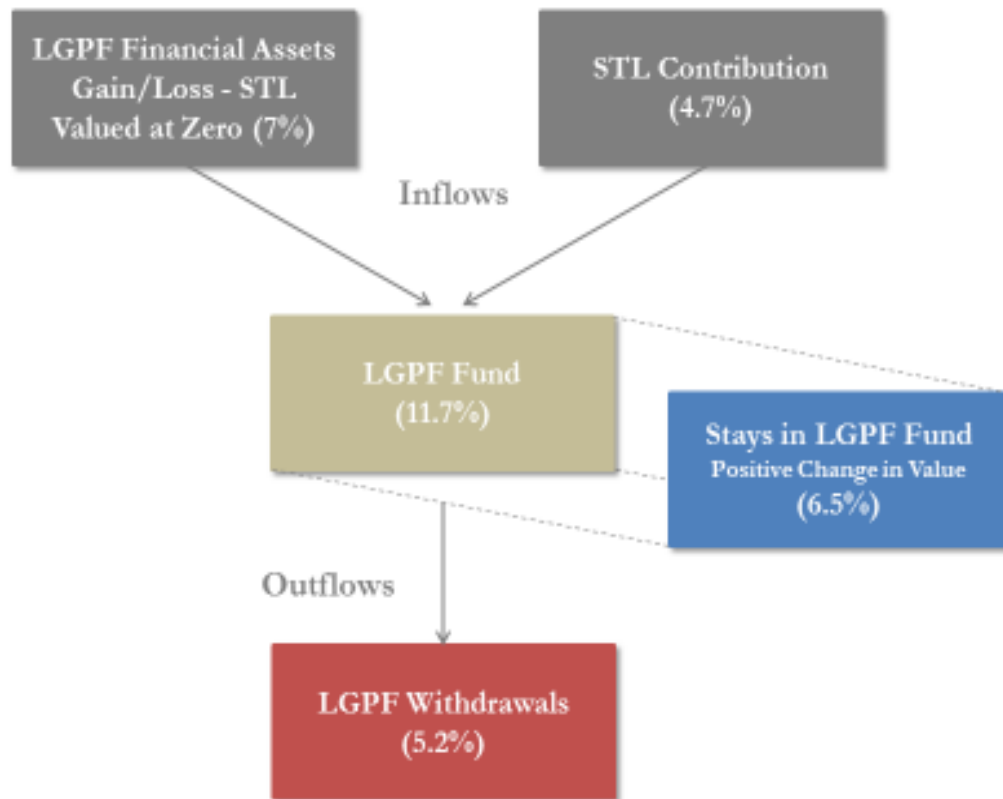 LGPF Financial Assets
Gain/Loss - STL
Valued at Zero (7%)
STL Contribution
(4.7%)
Inflows
LGPF Fund
(11.7%)
Stays in LGPF Fund
Positive Change in Value
(6.5%)
Outflows
LGPF Withdrawals
(5.2%)